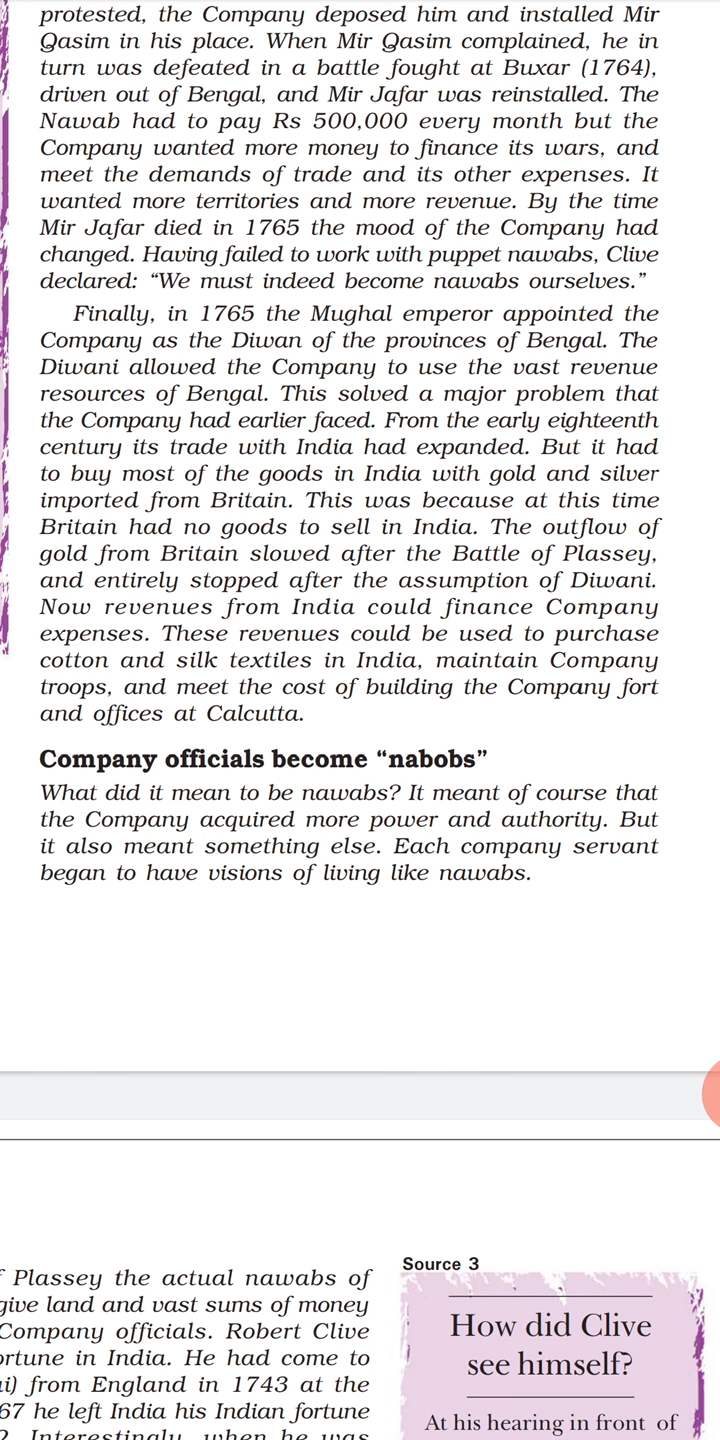 protested, the Company deposed him and installed Mir
Qasim in his place. When Mir Qasim complained, he in
turn was defeated in a battle fought at Buxar (1764),
driven out of Bengal, and Mir Jafar was reinstalled. The
Nawab had to pay Rs 500,000 every month but the
Company wanted more money to finance its wars, and
meet the demands of trade and its other expenses. It
wanted more territories and more revenue. By the time
Mir Jafar died in 1765 the mood of the Company had
changed. Having failed to work with puppet nawabs, Clive
declared: “We must indeed become nawabs ourselves.”
Finally, in 1765 the Mughal emperor appointed the
Company as the Diwan of the provinces of Bengal. The
Diwani allowed the Company to use the vast revenue
resources of Bengal. This solved a major problem that
the Company had earlier faced. From the early eighteenth
century its trade with India had expanded. But it had
to buy most of the goods in India with gold and silver
imported from Britain. This was because at this time
Britain had no goods to sell in India. The outflow of
gold from Britain slowed after the Battle of Plassey,
and entirely stopped after the assumption of Diwani.
Now revenues from India could finance Company
expenses. These revenues could be used to purchase
cotton and silk textiles in India, maintain Company
troops, and meet the cost of building the Company fort
and offices at Calcutta.
Company officials become “nabobs”
What did it mean to be nawabs? It meant of course that
the Company acquired more power and authority. But
it also meant something else. Each company servant
began to have visions of living like nawabs.
Plassey the actual nawabs of
give land and vast sums of money
Company officials. Robert Clive
ortune in India. He had come to
i) from England in 1743 at the
67 he left India his Indian fortune
Interestingly, when he was
Source 3
How did Clive
see himself?
At his hearing in front of